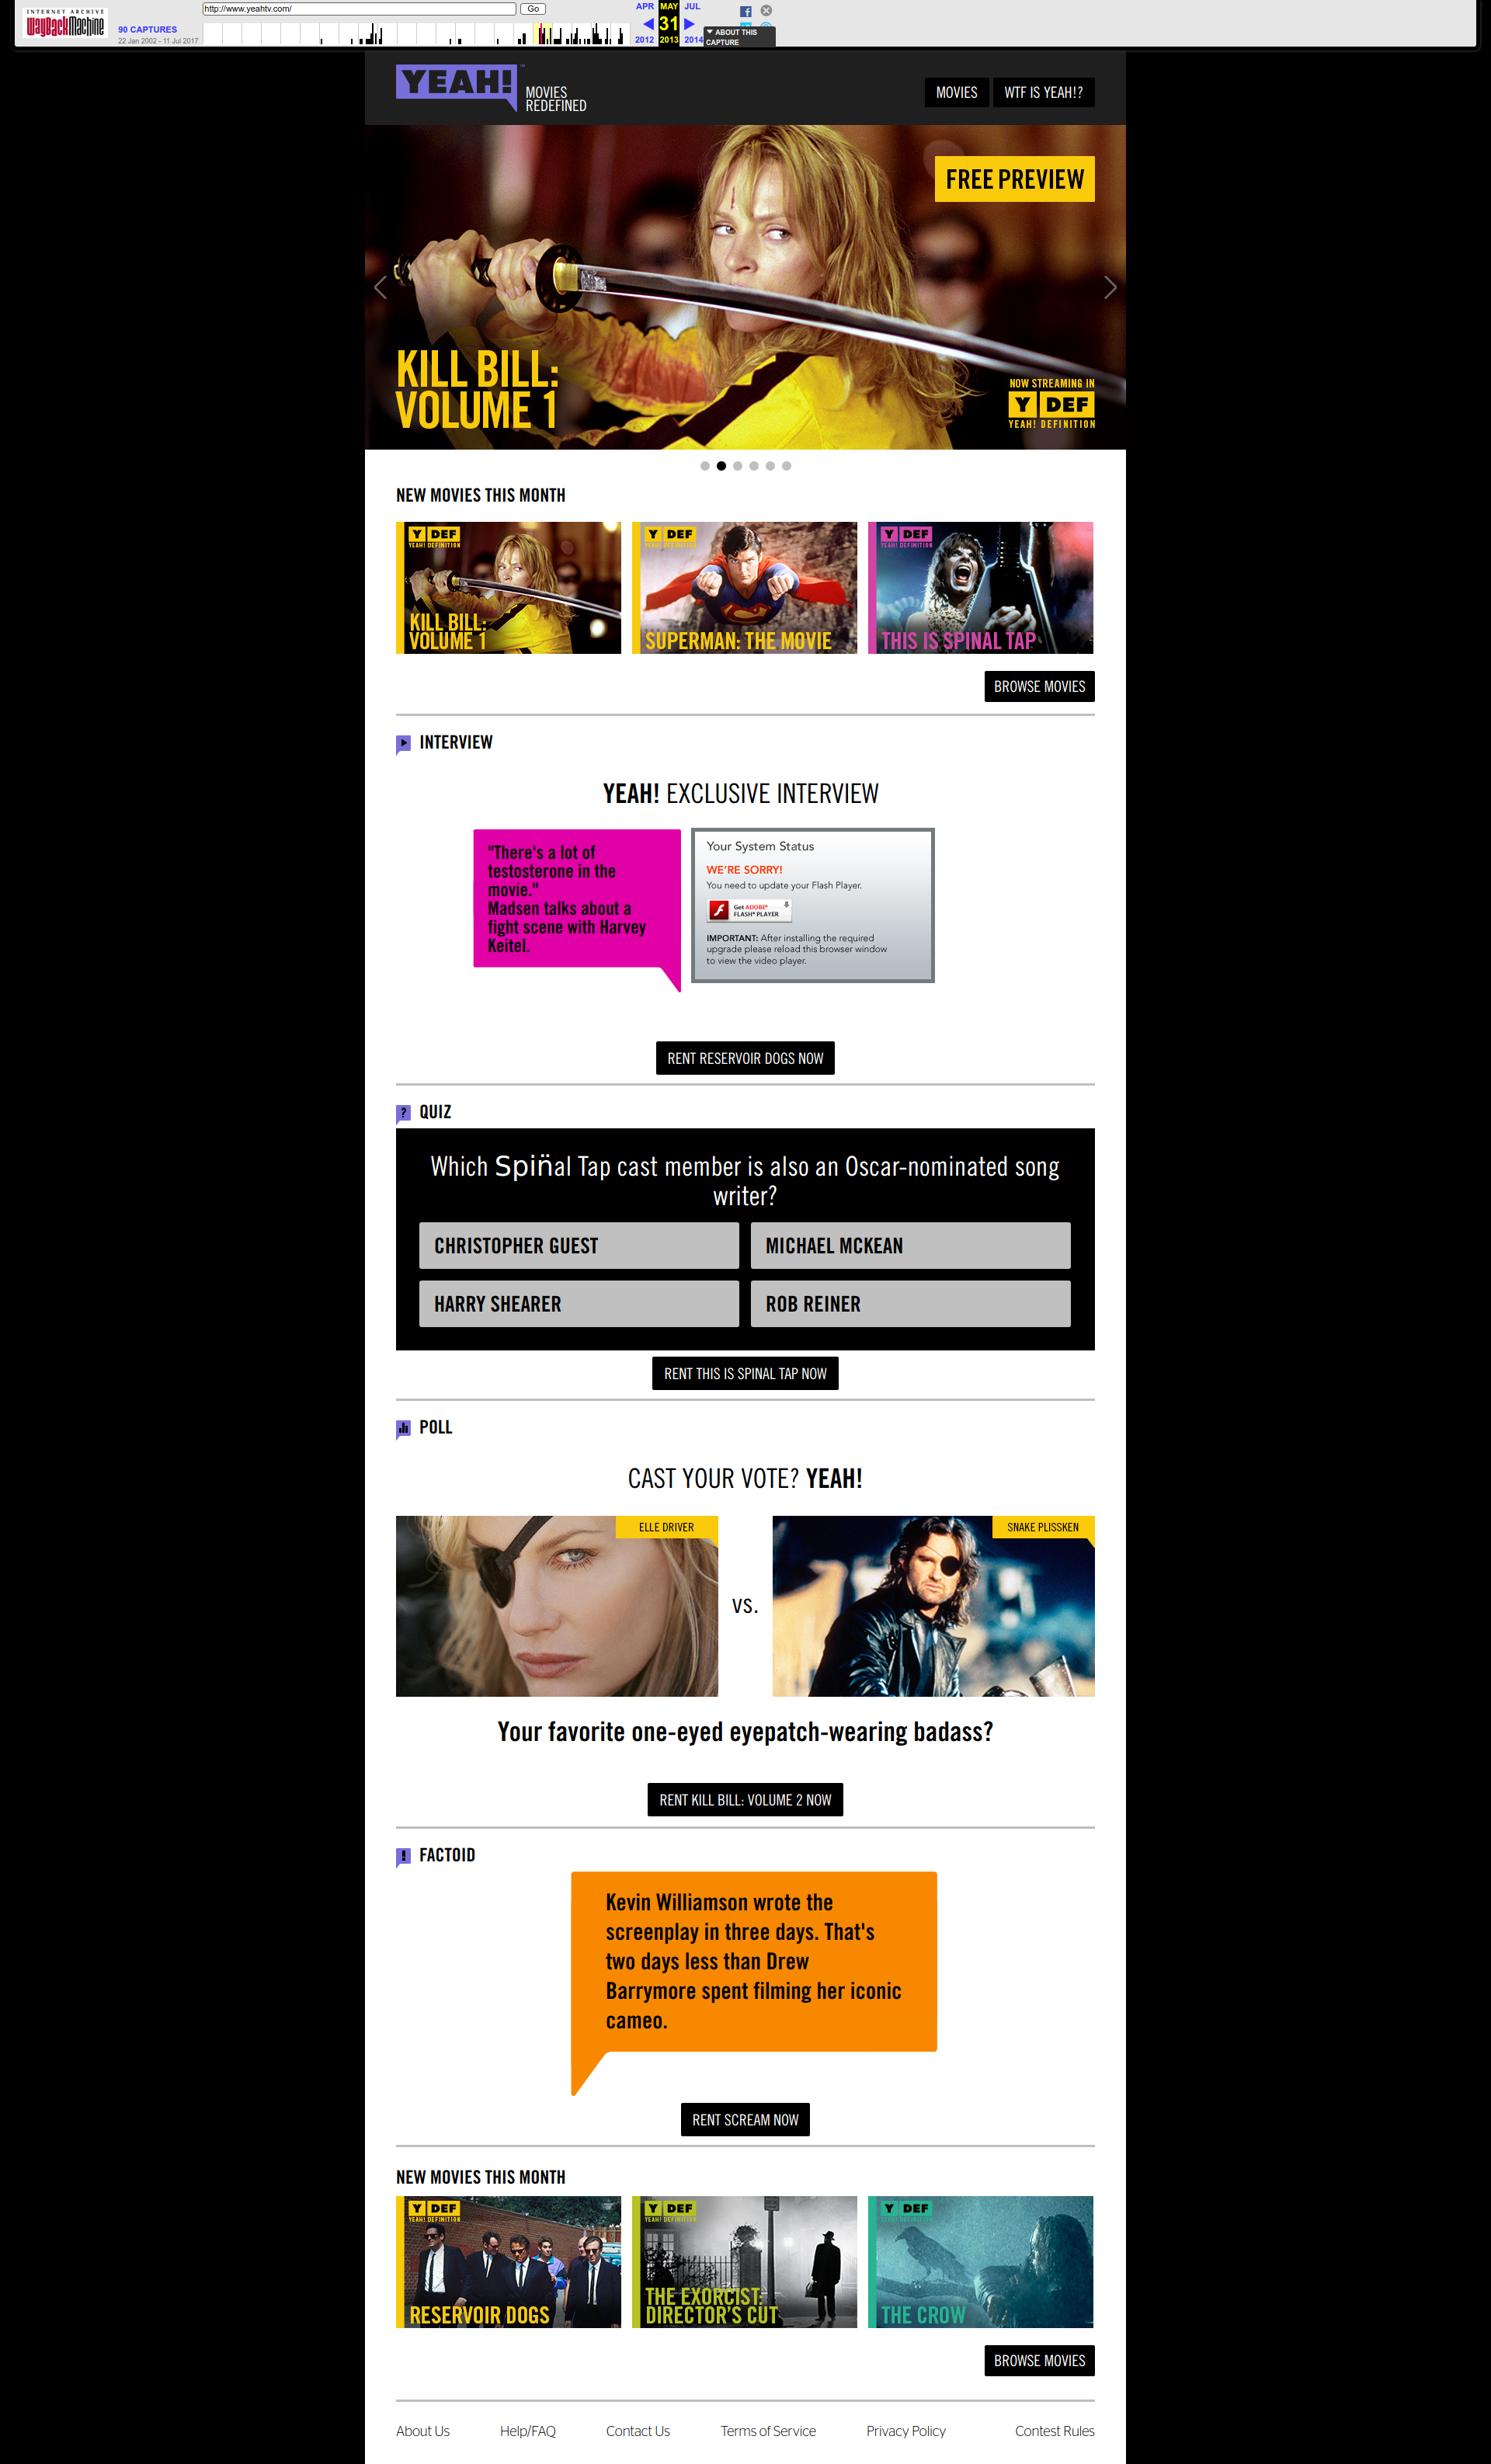 INTERNET ARCHIVE
WayBackMachine
90 CAPTURES
22 Jan 2002 - 11 Jul 2017
http://www.yeahtv.com/
Go
APR MAY JUL
31
2012 2013 2014
ABOUT THIS CAPTURE
YEAH!™
MOVIES
REDEFINED
MOVIES
WTF IS YEAH!?
FREE PREVIEW
KILL BILL:
VOLUME 1
NOW STREAMING IN
Y DEF
YEAH! DEFINITION
NEW MOVIES THIS MONTH
Y DEF
YEAH! DEFINITION
KILL BILL:
VOLUME 1
Y DEF
YEAH! DEFINITION
SUPERMAN: THE MOVIE
Y DEF
YEAH! DEFINITION
THIS IS SPINAL TAP
BROWSE MOVIES
INTERVIEW
YEAH! EXCLUSIVE INTERVIEW
"There's a lot of
testosterone in the
movie."
Madsen talks about a
fight scene with Harvey
Keitel.
Your System Status
WE'RE SORRY!
You need to update your Flash Player.
Get ADOBE®
FLASH® PLAYER
IMPORTANT: After installing the required
upgrade please reload this browser window
to view the video player.
RENT RESERVOIR DOGS NOW
? QUIZ
Which Spin̈al Tap cast member is also an Oscar-nominated song
writer?
CHRISTOPHER GUEST
MICHAEL MCKEAN
HARRY SHEARER
ROB REINER
RENT THIS IS SPINAL TAP NOW
POLL
CAST YOUR VOTE? YEAH!
ELLE DRIVER
VS.
SNAKE PLISSKEN
Your favorite one-eyed eyepatch-wearing badass?
RENT KILL BILL: VOLUME 2 NOW
! FACTOID
Kevin Williamson wrote the
screenplay in three days. That's
two days less than Drew
Barrymore spent filming her iconic
cameo.
RENT SCREAM NOW
NEW MOVIES THIS MONTH
Y DEF
YEAH! DEFINITION
RESERVOIR DOGS
Y DEF
YEAH! DEFINITION
THE EXORCIST:
DIRECTOR'S CUT
Y DEF
YEAH! DEFINITION
THE CROW
BROWSE MOVIES
About Us
Help/FAQ
Contact Us
Terms of Service
Privacy Policy
Contest Rules